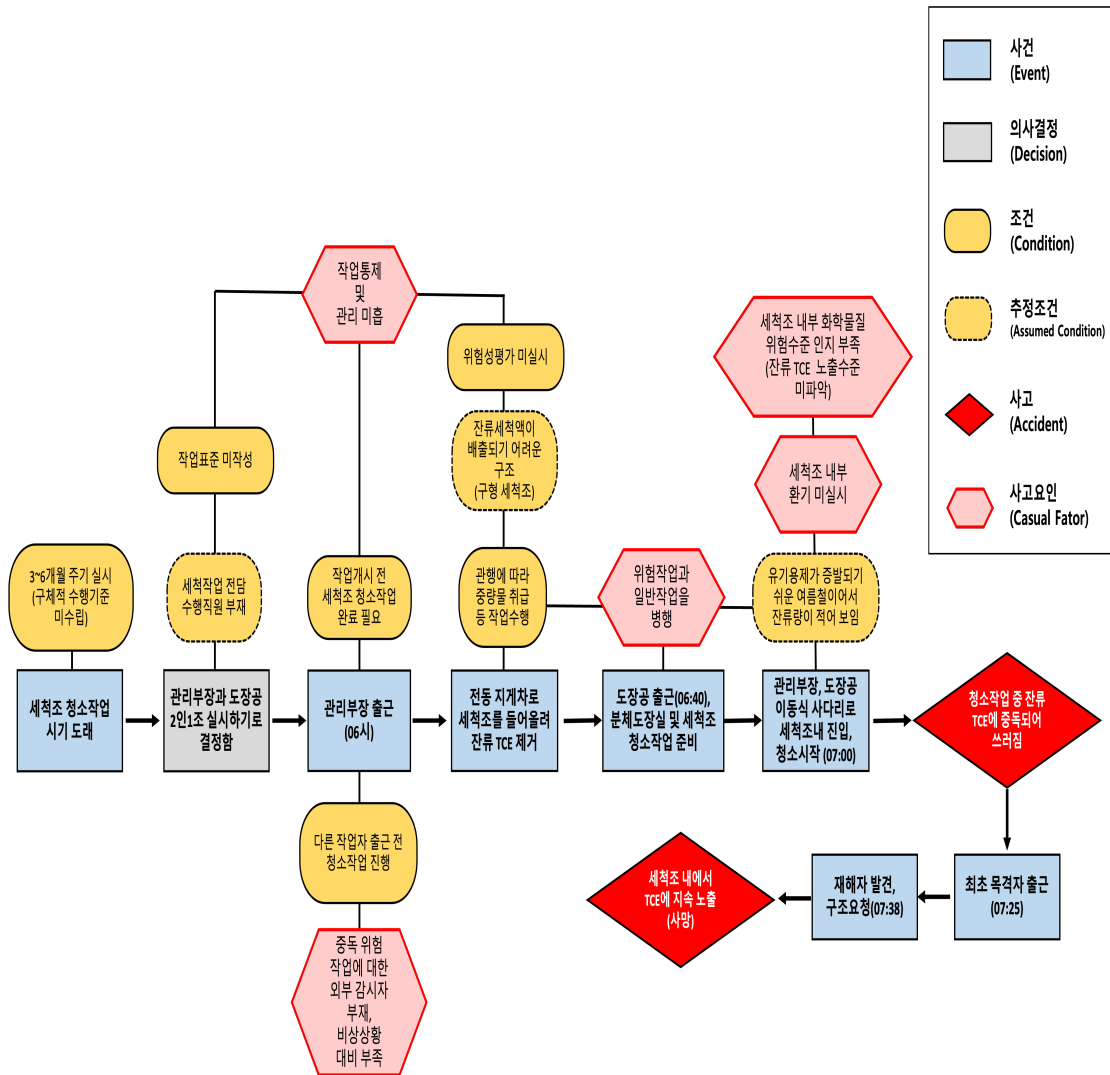 사건
(Event)
의사결정
(Decision)
조건
(Condition)
추정조건
(Assumed Condition)
사고
(Accident)
사고요인
(Casual Fator)
작업통제
및
관리 미흡
위험성평가 미실시
세척조 내부 화학물질
위험수준 인지 부족
(잔류 TCE 노출수준
미파악)
작업표준 미작성
잔류세척액이
배출되기 어려운
구조
(구형 세척조)
세척조 내부
환기 미실시
3~6개월 주기 실시
(구체적 수행기준
미수립)
세척작업 전담
수행직원 부재
작업개시 전
세척조 청소작업
완료 필요
관행에 따라
중량물 취급
등 작업수행
위험작업과
일반작업을
병행
유기용제가 증발되기
쉬운 여름철이어서
잔류량이 적어 보임
세척조 청소작업
시기 도래
관리부장과 도장공
2인1조 실시하기로
결정함
관리부장 출근
(06시)
전동 지게차로
세척조를 들어올려
잔류 TCE 제거
도장공 출근(06:40),
분체도장실 및 세척조
청소작업 준비
관리부장, 도장공
이동식 사다리로
세척조내 진입,
청소시작 (07:00)
청소작업 중 잔류
TCE에 중독되어
쓰러짐
다른 작업자 출근 전
청소작업 진행
세척조 내에서
TCE에 지속 노출
(사망)
재해자 발견,
구조요청(07:38)
최초 목격자 출근
(07:25)
중독 위험
작업에 대한
외부 감시자
부재,
비상상황
대비 부족